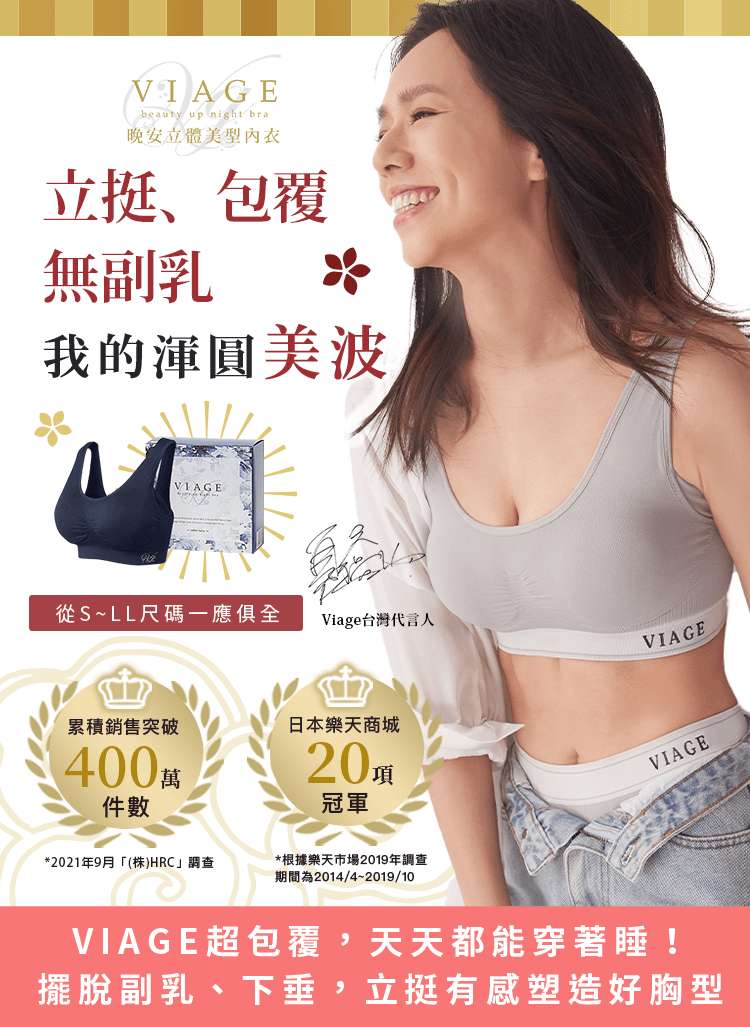 VIAGE
beauty up night bra
晚安立體美型內衣
立挺、包覆
無副乳
我的渾圓美波
VIAGE
beauty up night bra
從S~LL尺碼一應俱全
Viage台灣代言人
VIAGE
VIAGE
累積銷售突破
400萬
件數
*2021年9月「(株)HRC」調查
日本樂天商城
20項
冠軍
*根據樂天市場2019年調查
期間為2014/4~2019/10
VIAGE超包覆，天天都能穿著睡！
擺脫副乳、下垂，立挺有感塑造好胸型